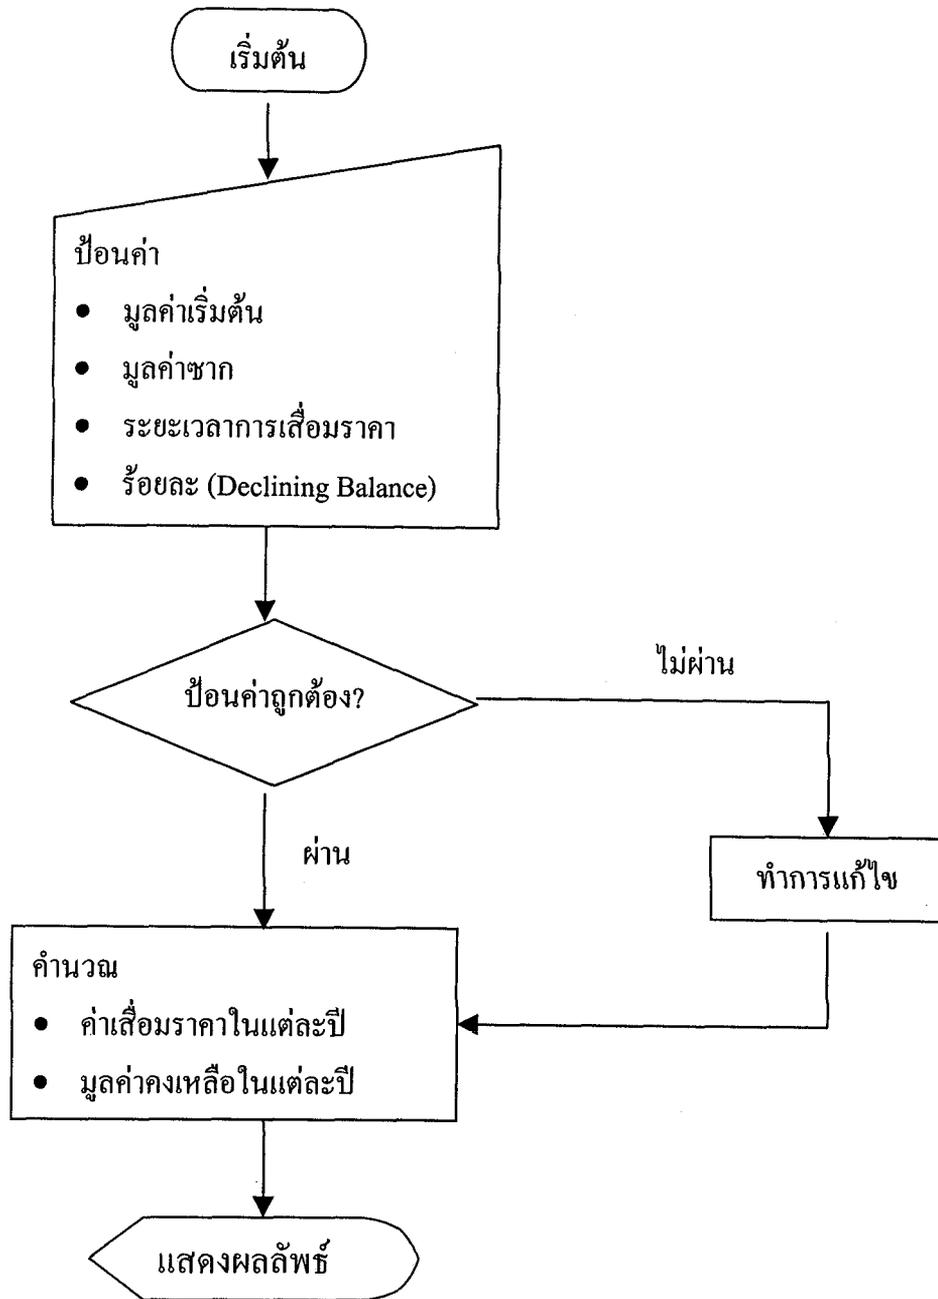 เริ่มต้น
ป้อนค่า
● มูลค่าเริ่มต้น
● มูลค่าซาก
● ระยะเวลาการเสื่อมราคา
● ร้อยละ (Declining Balance)
ป้อนค่าถูกต้อง?
ไม่ผ่าน
ผ่าน
ทำการแก้ไข
คำนวณ
● ค่าเสื่อมราคาในแต่ละปี
● มูลค่าคงเหลือในแต่ละปี
แสดงผลลัพธ์